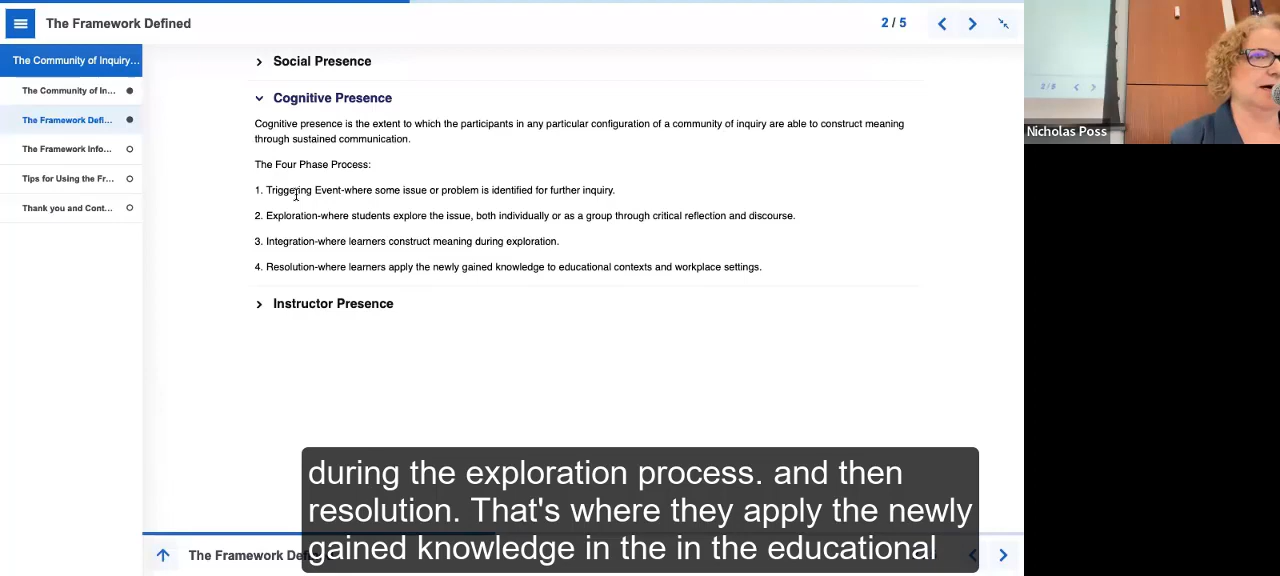 The Framework Defined
2 / 5
The Community of Inquiry...
The Community of In...
The Framework Defi...
The Framework Info...
Tips for Using the Fr...
Thank you and Cont...
Social Presence
Cognitive Presence
Cognitive presence is the extent to which the participants in any particular configuration of a community of inquiry are able to construct meaning
through sustained communication.
The Four Phase Process:
1. Triggering Event-where some issue or problem is identified for further inquiry.
2. Exploration-where students explore the issue, both individually or as a group through critical reflection and discourse.
3. Integration-where learners construct meaning during exploration.
4. Resolution-where learners apply the newly gained knowledge to educational contexts and workplace settings.
Instructor Presence
2/5
Nicholas Poss
during the exploration process. and then
resolution. That's where they apply the newly
gained knowledge in the in the educational
The Framework Def